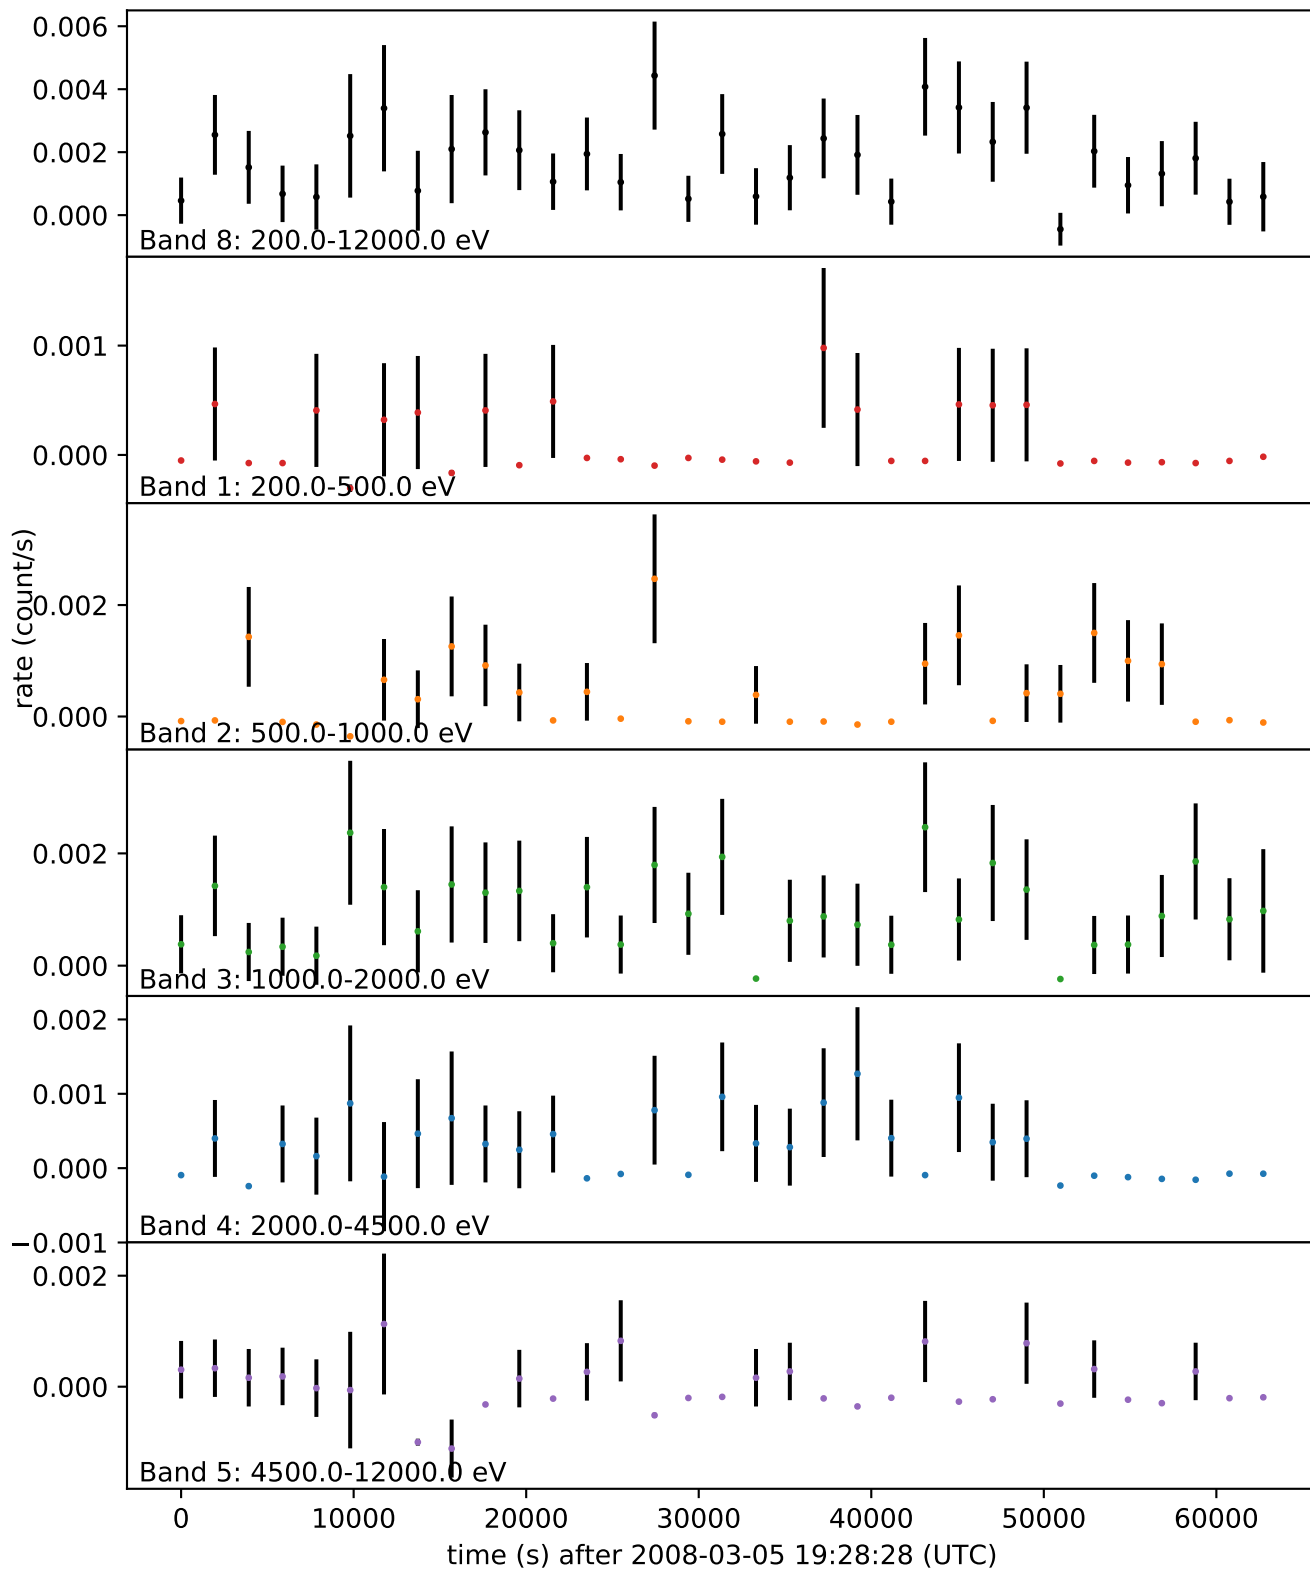 0.006
0.004
0.002
0.000
Band 8: 200.0-12000.0 eV
0.001
0.000
Band 1: 200.0-500.0 eV
rate (count/s)
0.002
0.000
Band 2: 500.0-1000.0 eV
0.002
0.000
Band 3: 1000.0-2000.0 eV
0.002
0.001
0.000
−0.001
Band 4: 2000.0-4500.0 eV
0.002
0.000
Band 5: 4500.0-12000.0 eV
0 10000 20000 30000 40000 50000 60000
time (s) after 2008-03-05 19:28:28 (UTC)